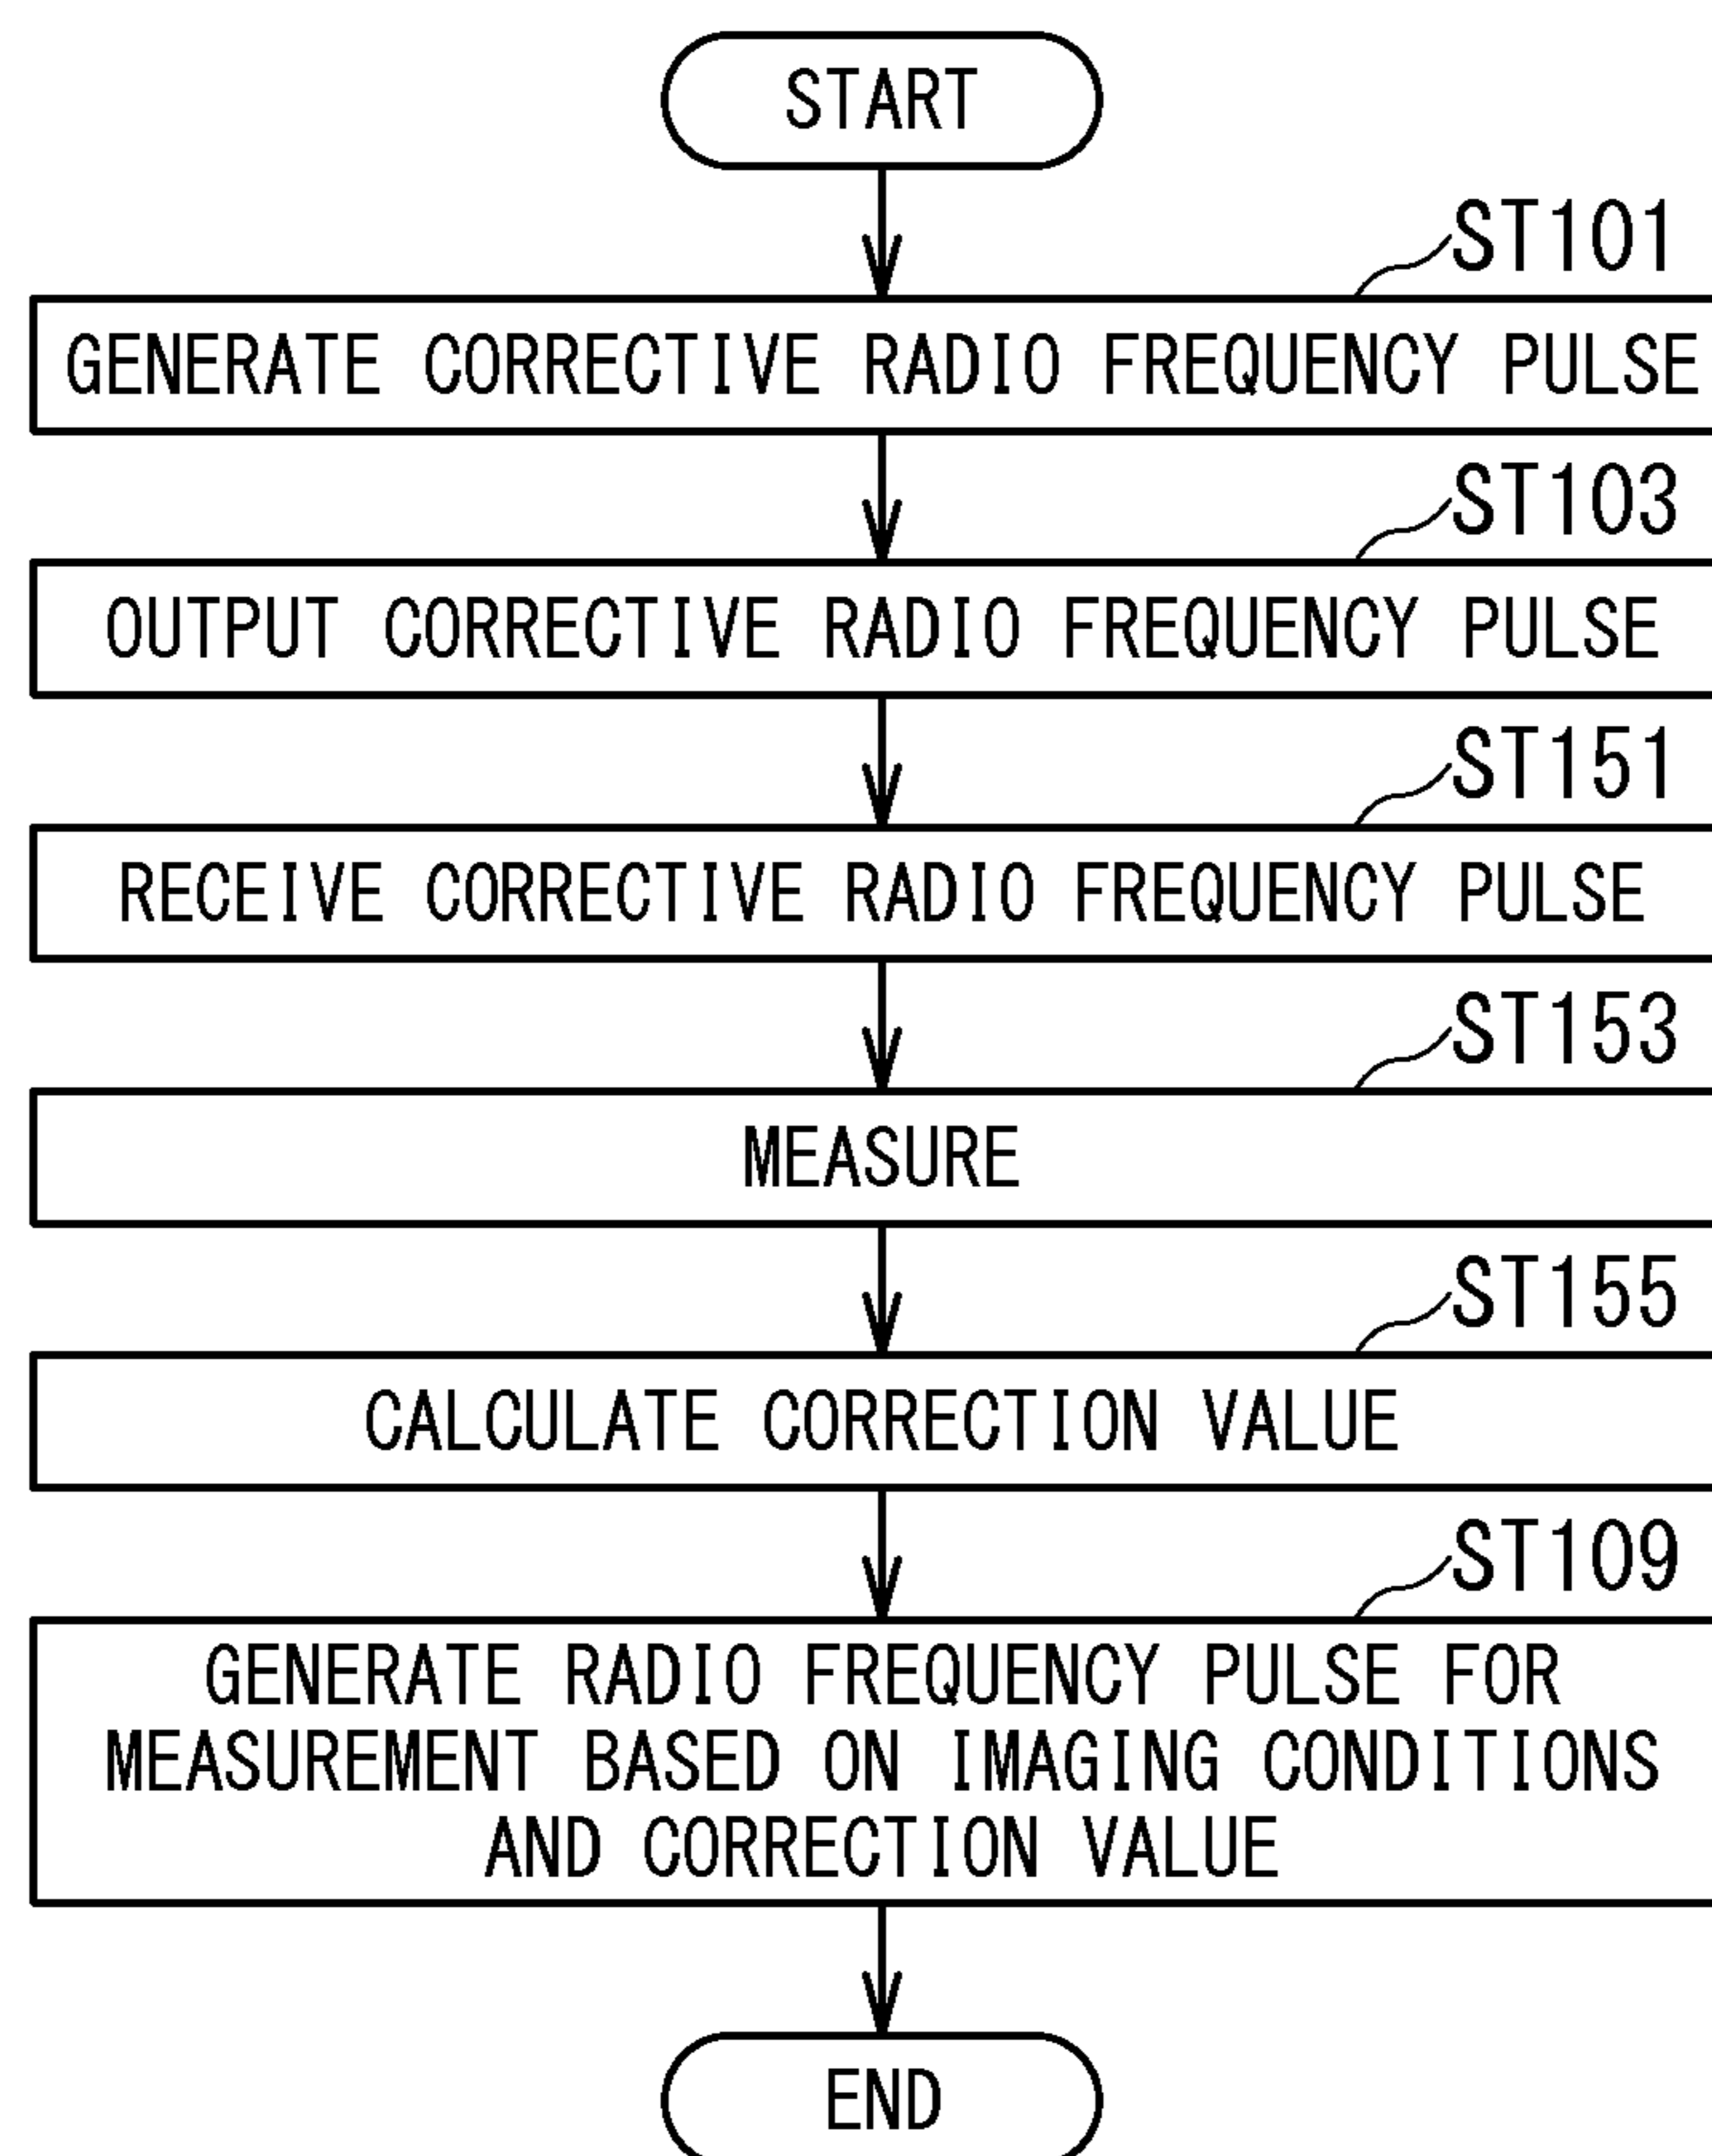 START
ST101
GENERATE CORRECTIVE RADIO FREQUENCY PULSE
ST103
OUTPUT CORRECTIVE RADIO FREQUENCY PULSE
ST151
RECEIVE CORRECTIVE RADIO FREQUENCY PULSE
ST153
MEASURE
ST155
CALCULATE CORRECTION VALUE
ST109
GENERATE RADIO FREQUENCY PULSE FOR
MEASUREMENT BASED ON IMAGING CONDITIONS
AND CORRECTION VALUE
END